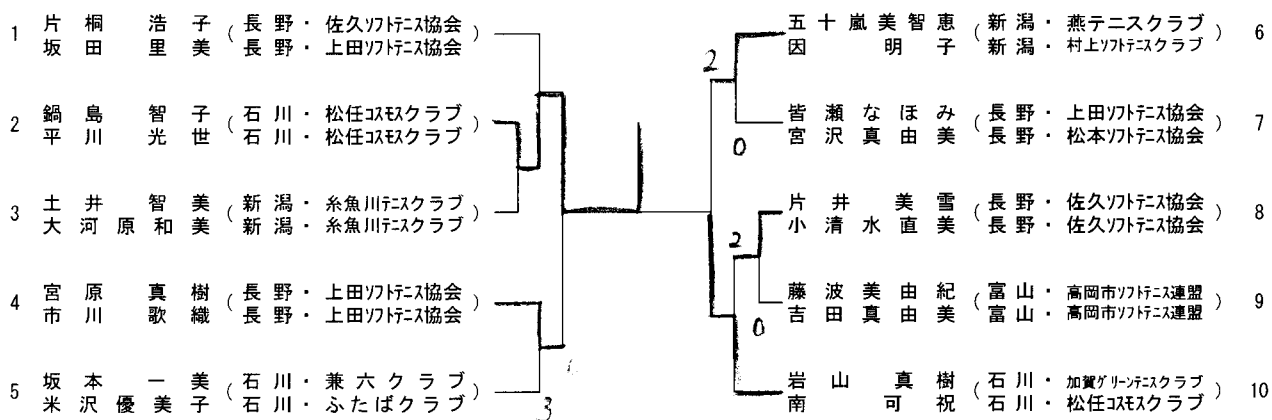 1 片桐 浩子 (長野・佐久ソフトテニス協会)
坂田 里美 (長野・上田ソフトテニス協会)
2 鍋島 智子 (石川・松任コスモスクラブ)
平川 光世 (石川・松任コスモスクラブ)
3 土井 智美 (新潟・糸魚川テニスクラブ)
大河原和美 (新潟・糸魚川テニスクラブ)
4 宮原 真樹 (長野・上田ソフトテニス協会)
市川 歌織 (長野・上田ソフトテニス協会)
5 坂本 一美 (石川・兼六クラブ)
米沢優美子 (石川・ふたばクラブ)
3
五十嵐美智恵 (新潟・燕テニスクラブ) 6
因 明子 (新潟・村上ソフトテニスクラブ)
2
皆瀬なほみ (長野・上田ソフトテニス協会) 7
宮沢真由美 (長野・松本ソフトテニス協会)
0
片井 美雪 (長野・佐久ソフトテニス協会) 8
小清水直美 (長野・佐久ソフトテニス協会)
2
藤波美由紀 (富山・高岡市ソフトテニス連盟) 9
吉田真由美 (富山・高岡市ソフトテニス連盟)
0
岩山 真樹 (石川・加賀グリーンテニスクラブ) 10
南 可祝 (石川・松任コスモスクラブ)